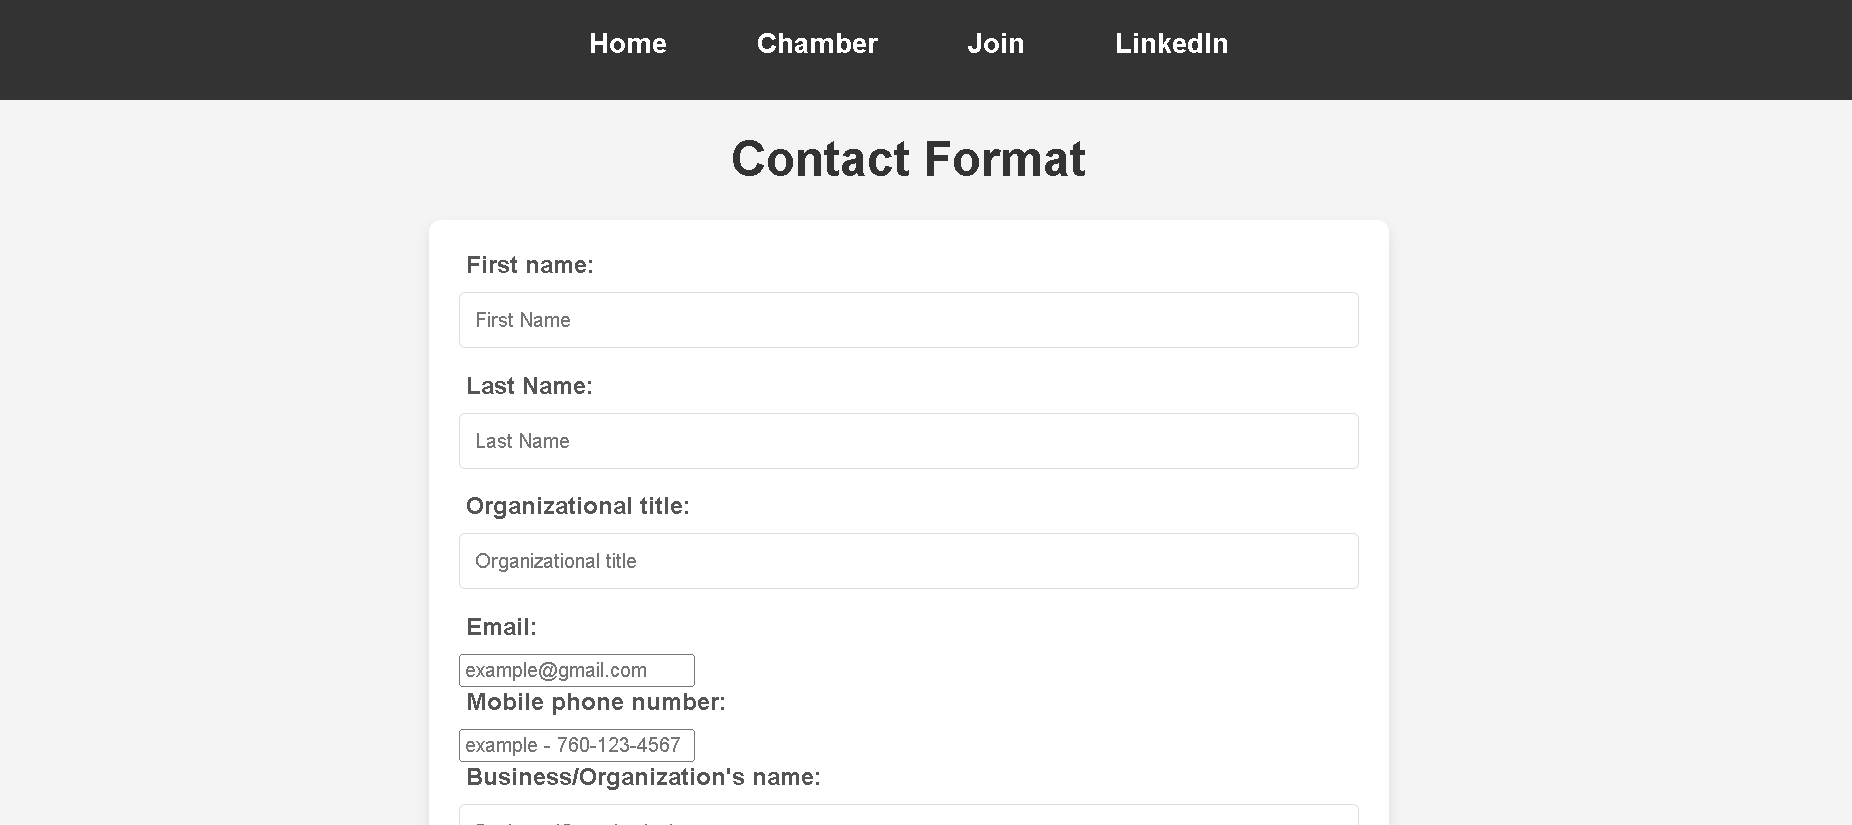 Home Chamber Join LinkedIn
Contact Format
First name:
First Name
Last Name:
Last Name
Organizational title:
Organizational title
Email:
example@gmail.com
Mobile phone number:
example - 760-123-4567
Business/Organization's name: